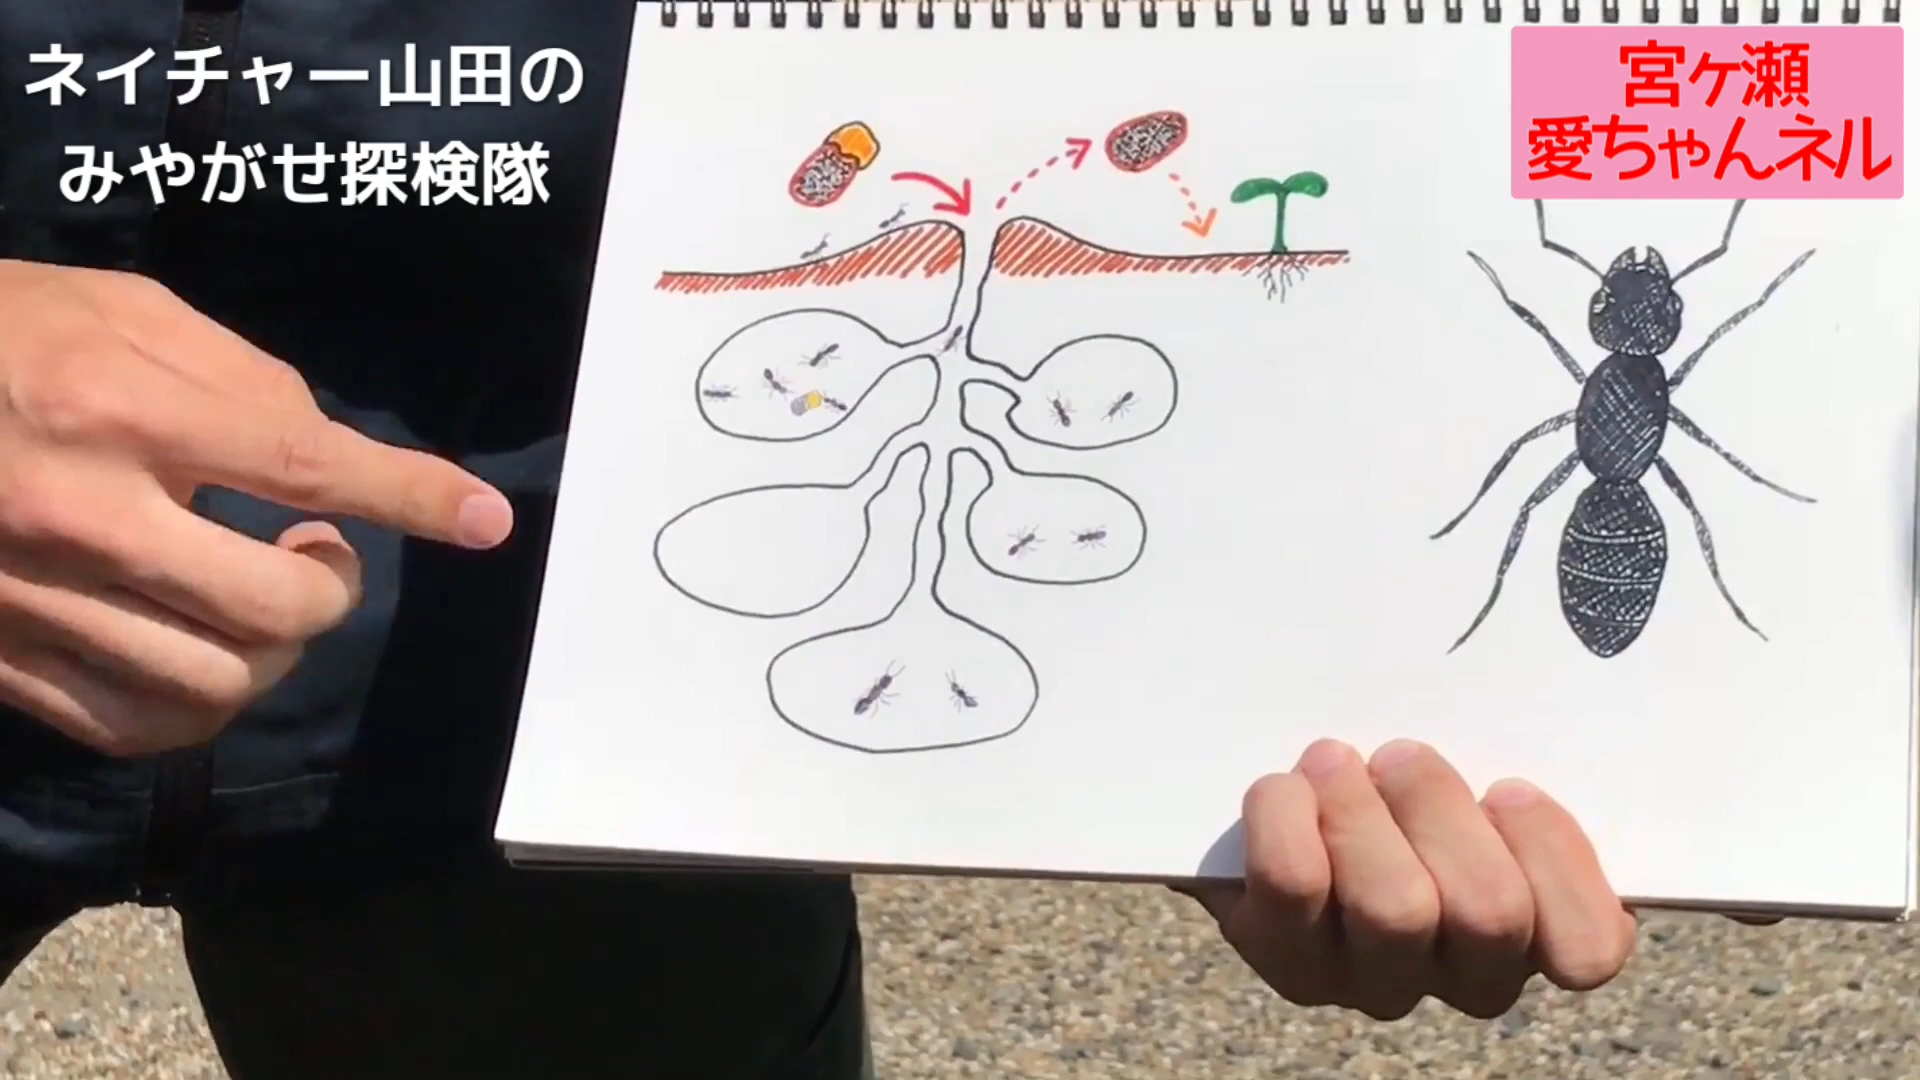 ネイチャー山田の
みやがせ探検隊
宮ヶ瀬
愛ちゃんネル